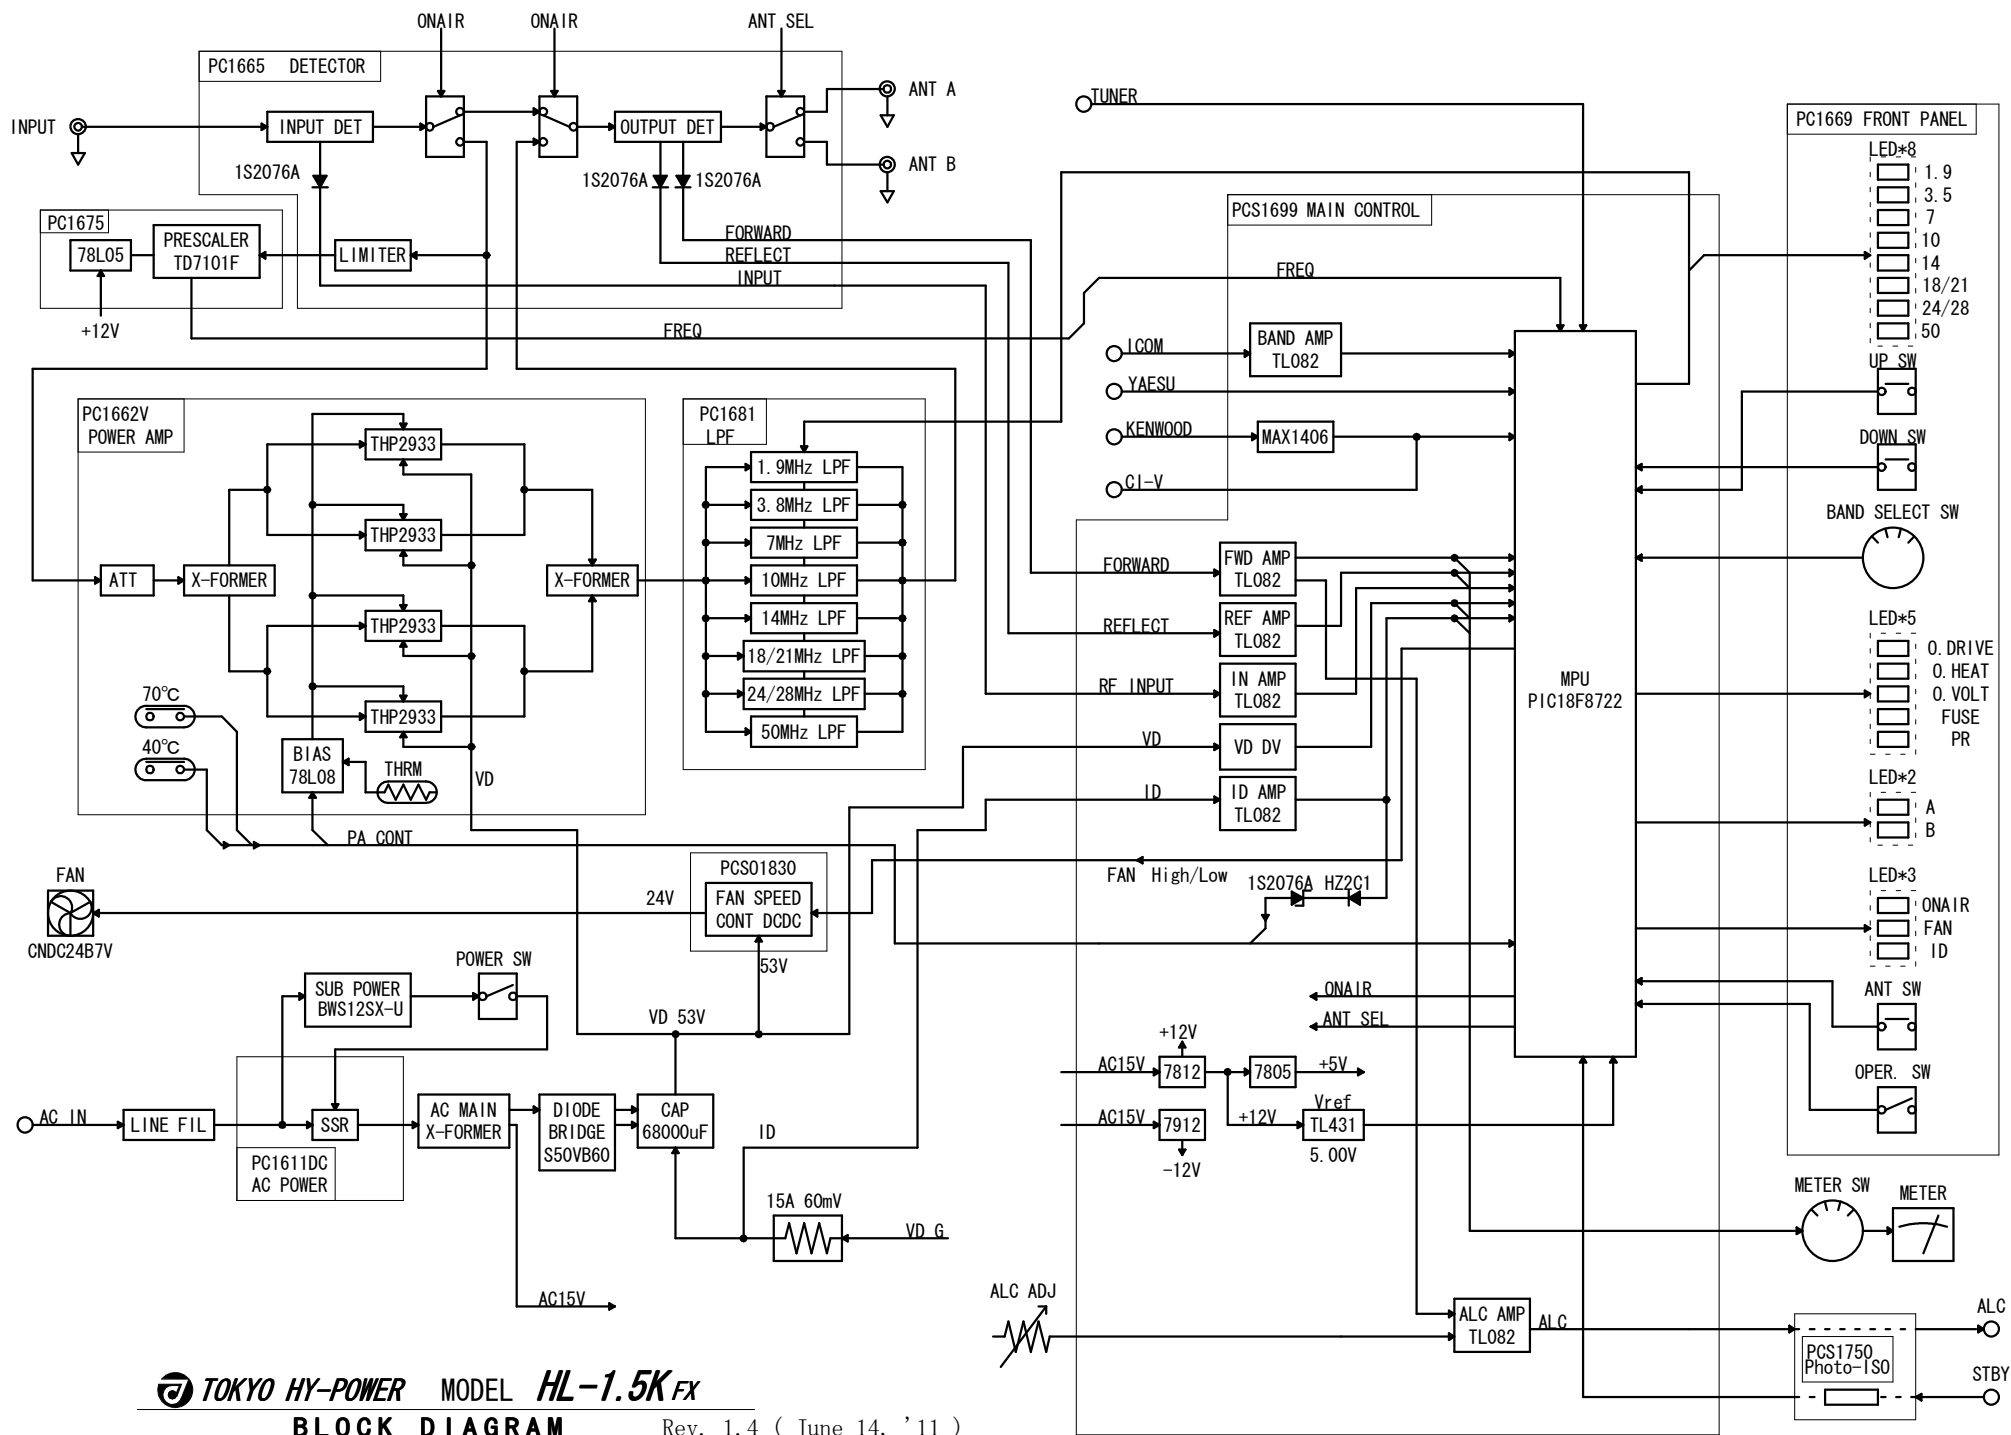 ONAIR
ONAIR
ANT SEL
PC1665 DETECTOR
INPUT
INPUT DET
OUTPUT DET
ANT A
ANT B
1S2076A
1S2076A
1S2076A
PC1675
78L05
PRESCALER
TD7101F
LIMITER
+12V
FORWARD
REFLECT
INPUT
FREQ
FREQ
TUNER
PCS1699 MAIN CONTROL
ICOM
BAND AMP
TL082
YAESU
KENWOOD
MAX1406
CI-V
PC1669 FRONT PANEL
LED*8
1.9
3.5
7
10
14
18/21
24/28
50
UP SW
DOWN SW
BAND SELECT SW
LED*5
O.DRIVE
O.HEAT
O.VOLT
FUSE
PR
LED*2
A
B
LED*3
ONAIR
FAN
ID
ANT SW
OPER. SW
PC1662V
POWER AMP
THP2933
THP2933
THP2933
THP2933
ATT
X-FORMER
X-FORMER
70℃
40℃
BIAS
78L08
THRM
VD
PA CONT
PC1681
LPF
1.9MHz LPF
3.8MHz LPF
7MHz LPF
10MHz LPF
14MHz LPF
18/21MHz LPF
24/28MHz LPF
50MHz LPF
FORWARD
FWD AMP
TL082
REFLECT
REF AMP
TL082
RF INPUT
IN AMP
TL082
VD
VD DV
ID
ID AMP
TL082
MPU
PIC18F8722
FAN High/Low
1S2076A HZ2C1
FAN
CNDC24B7V
24V
PCS01830
FAN SPEED
CONT DCDC
53V
POWER SW
SUB POWER
BWS12SX-U
VD 53V
ONAIR
ANT SEL
AC IN
LINE FIL
SSR
PC1611DC
AC POWER
AC MAIN
X-FORMER
DIODE
BRIDGE
S50VB60
CAP
68000uF
ID
15A 60mV
VD G
AC15V
AC15V
7812
+12V
7805
+5V
AC15V
7912
-12V
+12V
Vref
TL431
5.00V
METER SW
METER
ALC ADJ
ALC AMP
TL082
ALC
PCS1750
Photo-ISO
ALC
STBY
TOKYO HY-POWER MODEL HL-1.5K FX
BLOCK DIAGRAM Rev. 1.4 ( June 14, '11 )